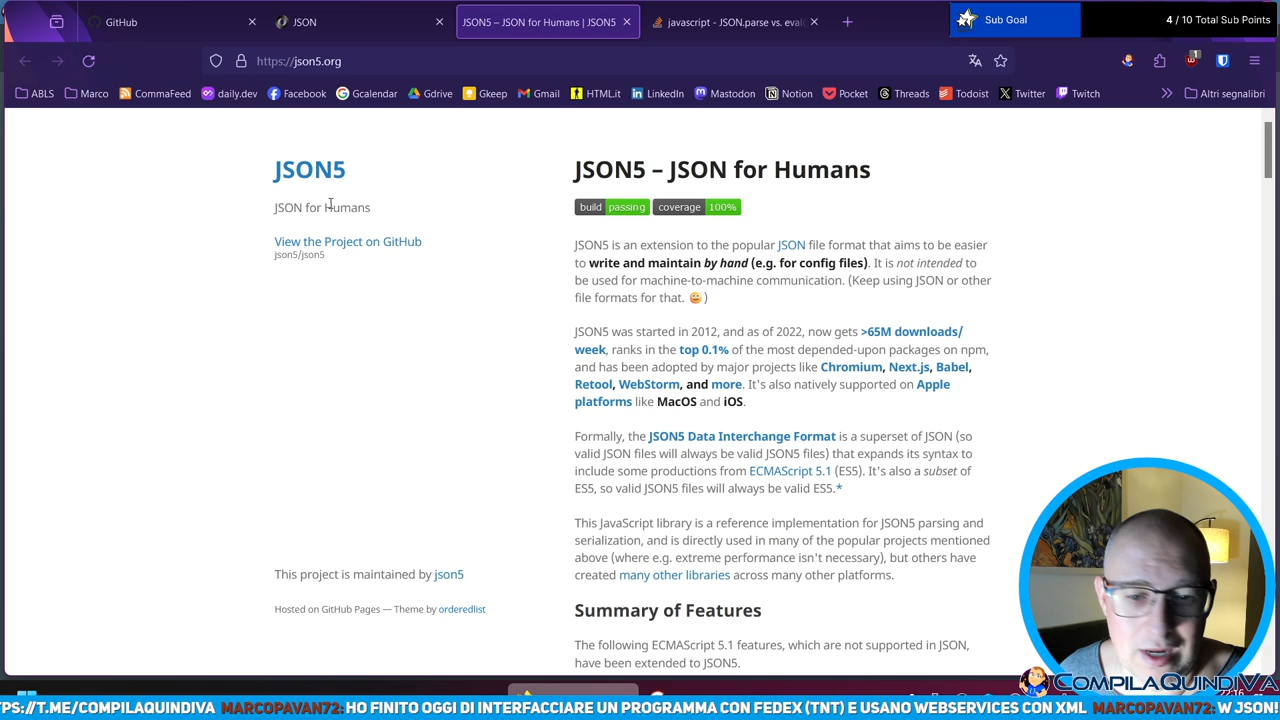 GitHub
JSON
JSON5 – JSON for Humans | JSON5
javascript - JSON.parse vs. eval(
Sub Goal
4 / 10 Total Sub Points
https://json5.org
1
ABLS
Marco
CommaFeed
daily.dev
Facebook
Gcalendar
Gdrive
Gkeep
Gmail
HTML.it
LinkedIn
Mastodon
Notion
Pocket
Threads
Todoist
Twitter
Twitch
Altri segnalibri
JSON5
JSON for Humans
View the Project on GitHub
json5/json5
This project is maintained by json5
Hosted on GitHub Pages — Theme by orderedlist
JSON5 – JSON for Humans
build passing coverage 100%
JSON5 is an extension to the popular JSON file format that aims to be easier
to write and maintain by hand (e.g. for config files). It is not intended to
be used for machine-to-machine communication. (Keep using JSON or other
file formats for that. 😅)
JSON5 was started in 2012, and as of 2022, now gets >65M downloads/
week, ranks in the top 0.1% of the most depended-upon packages on npm,
and has been adopted by major projects like Chromium, Next.js, Babel,
Retool, WebStorm, and more. It's also natively supported on Apple
platforms like MacOS and iOS.
Formally, the JSON5 Data Interchange Format is a superset of JSON (so
valid JSON files will always be valid JSON5 files) that expands its syntax to
include some productions from ECMAScript 5.1 (ES5). It's also a subset of
ES5, so valid JSON5 files will always be valid ES5.*
This JavaScript library is a reference implementation for JSON5 parsing and
serialization, and is directly used in many of the popular projects mentioned
above (where e.g. extreme performance isn't necessary), but others have
created many other libraries across many other platforms.
Summary of Features
The following ECMAScript 5.1 features, which are not supported in JSON,
have been extended to JSON5.
COMPILAQUINDIVA
TPS://T.ME/COMPILAQUINDIVA MARCOPAVAN72: HO FINITO OGGI DI INTERFACCIARE UN PROGRAMMA CON FEDEX (TNT) E USANO WEBSERVICES CON XML MARCOPAVAN72: W JSON!